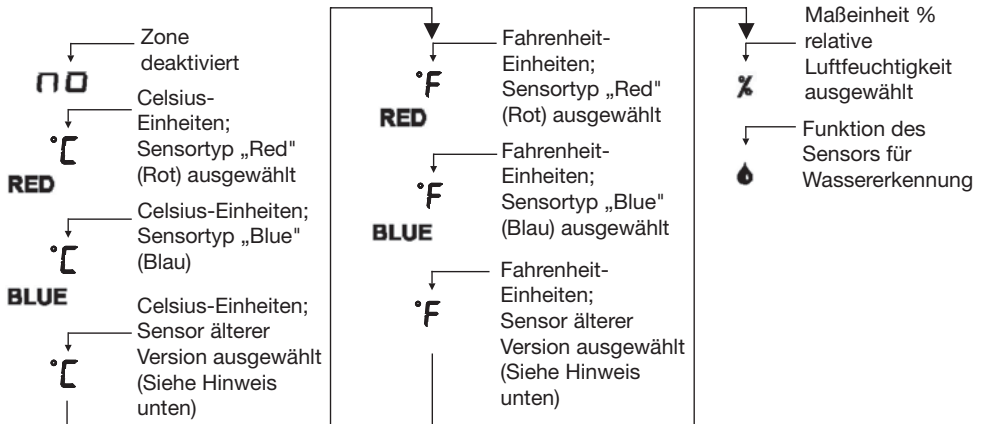 Zone
deaktiviert
no
Celsius-
Einheiten;
Sensortyp „Red"
(Rot) ausgewählt
°C
RED
Celsius-Einheiten;
Sensortyp „Blue"
(Blau)
°C
BLUE
Celsius-Einheiten;
Sensor älterer
Version ausgewählt
(Siehe Hinweis
unten)
°C
Fahrenheit-
Einheiten;
Sensortyp „Red"
(Rot) ausgewählt
°F
RED
Fahrenheit-
Einheiten;
Sensortyp „Blue"
(Blau) ausgewählt
°F
BLUE
Fahrenheit-
Einheiten;
Sensor älterer
Version ausgewählt
(Siehe Hinweis
unten)
°F
Maßeinheit %
relative
Luftfeuchtigkeit
ausgewählt
%
Funktion des
Sensors für
Wassererkennung